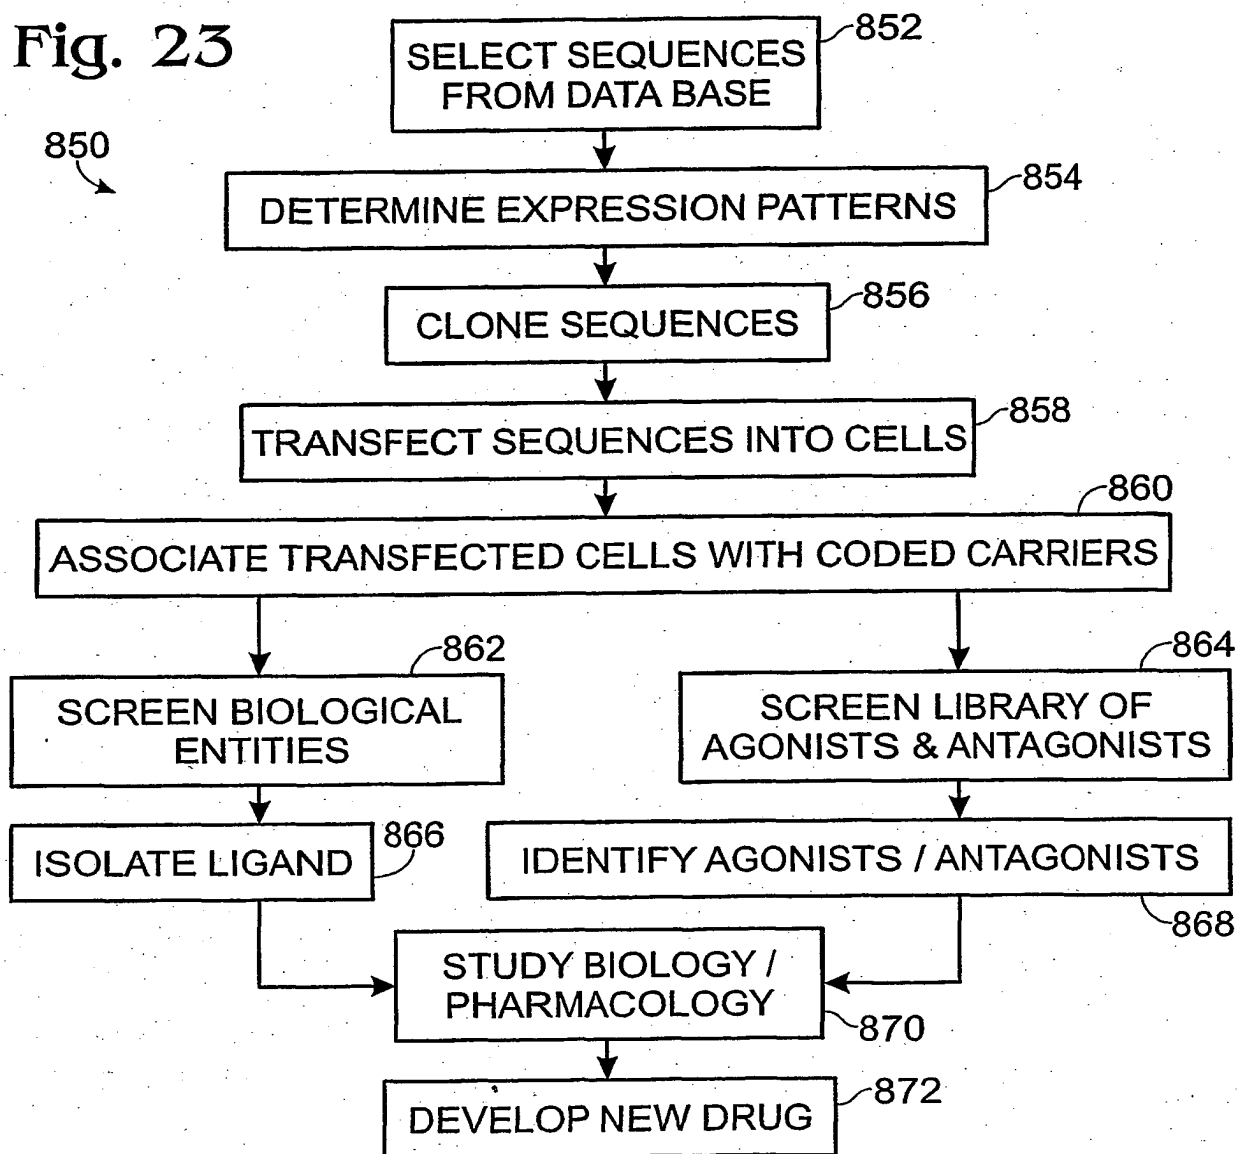 Fig. 23
850
852
SELECT SEQUENCES
FROM DATA BASE
854
DETERMINE EXPRESSION PATTERNS
856
CLONE SEQUENCES
858
TRANSFECT SEQUENCES INTO CELLS
860
ASSOCIATE TRANSFECTED CELLS WITH CODED CARRIERS
862
SCREEN BIOLOGICAL
ENTITIES
864
SCREEN LIBRARY OF
AGONISTS & ANTAGONISTS
ISOLATE LIGAND
866
IDENTIFY AGONISTS / ANTAGONISTS
868
STUDY BIOLOGY /
PHARMACOLOGY
870
DEVELOP NEW DRUG
872